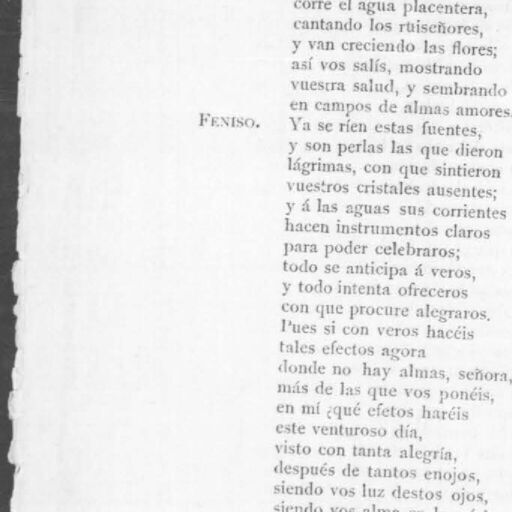 corre el agua placentera,
cantando los ruiseñores,
y van creciendo las flores;
así vos salís, mostrando
vuestra salud, y sembrando
en campos de almas amores.
FENISO. Ya se ríen estas fuentes,
y son perlas las que dieron
lágrimas, con que sintieron
vuestros cristales ausentes;
y á las aguas sus corrientes
hacen instrumentos claros
para poder celebraros;
todo se anticipa á veros,
y todo intenta ofreceros
con que procure alegraros.
Pues si con veros hacéis
tales efectos agora
donde no hay almas, señora,
más de las que vos ponéis,
en mí ¿qué efetos haréis
este venturoso día,
visto con tanta alegría,
después de tantos enojos,
siendo vos luz destos ojos,
siendo vos alma